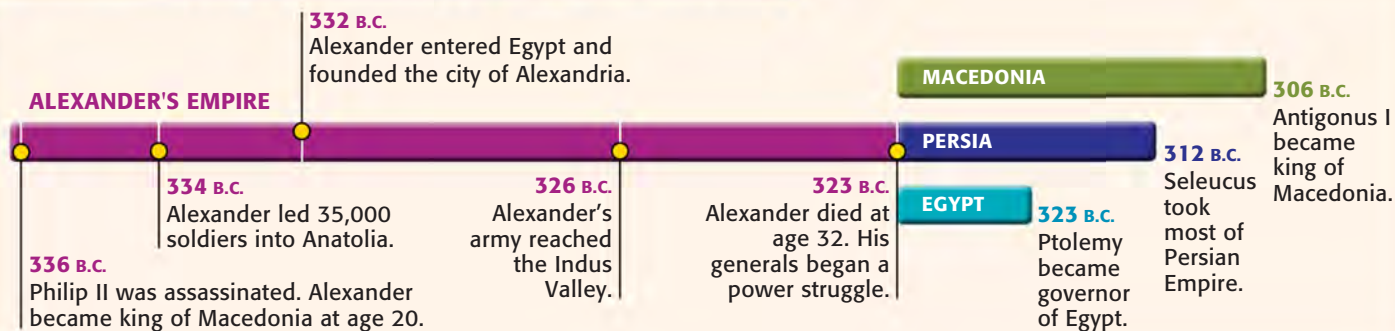 332 B.C.
Alexander entered Egypt and
founded the city of Alexandria.
ALEXANDER'S EMPIRE
336 B.C.
Philip II was assassinated. Alexander
became king of Macedonia at age 20.
334 B.C.
Alexander led 35,000
soldiers into Anatolia.
326 B.C.
Alexander's
army reached
the Indus
Valley.
323 B.C.
Alexander died at
age 32. His
generals began a
power struggle.
MACEDONIA
306 B.C.
Antigonus I
became
king of
Macedonia.
PERSIA
312 B.C.
Seleucus
took
most of
Persian
Empire.
EGYPT
323 B.C.
Ptolemy
became
governor
of Egypt.